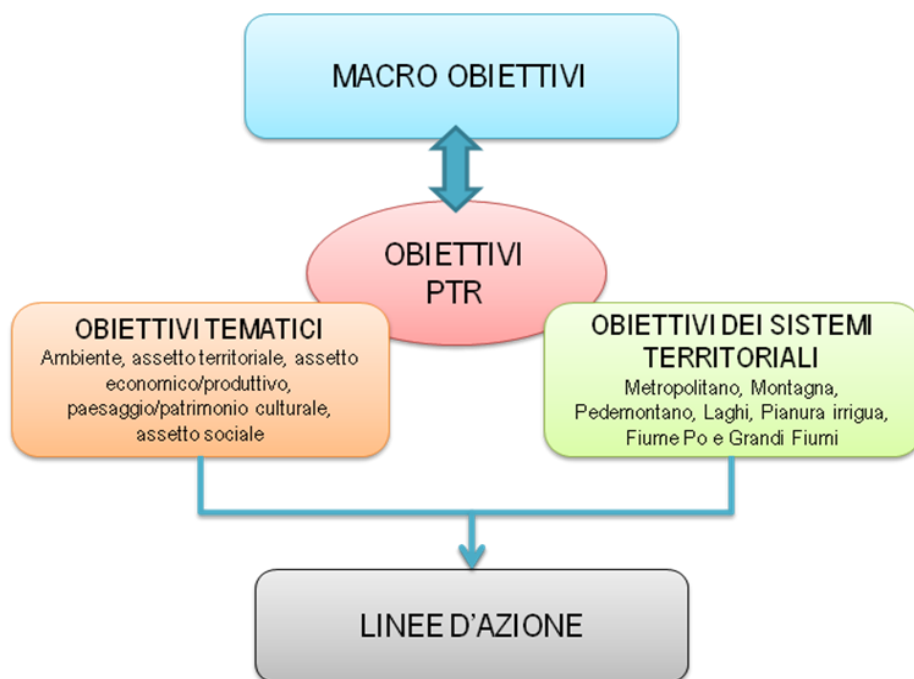 MACRO OBIETTIVI
OBIETTIVI
PTR
OBIETTIVI TEMATICI
Ambiente, assetto territoriale, assetto
economico/produttivo,
paesaggio/patrimonio culturale,
assetto sociale
OBIETTIVI DEI SISTEMI
TERRITORIALI
Metropolitano, Montagna,
Pedemontano, Laghi, Pianura irrigua,
Fiume Po e Grandi Fiumi
LINEE D'AZIONE